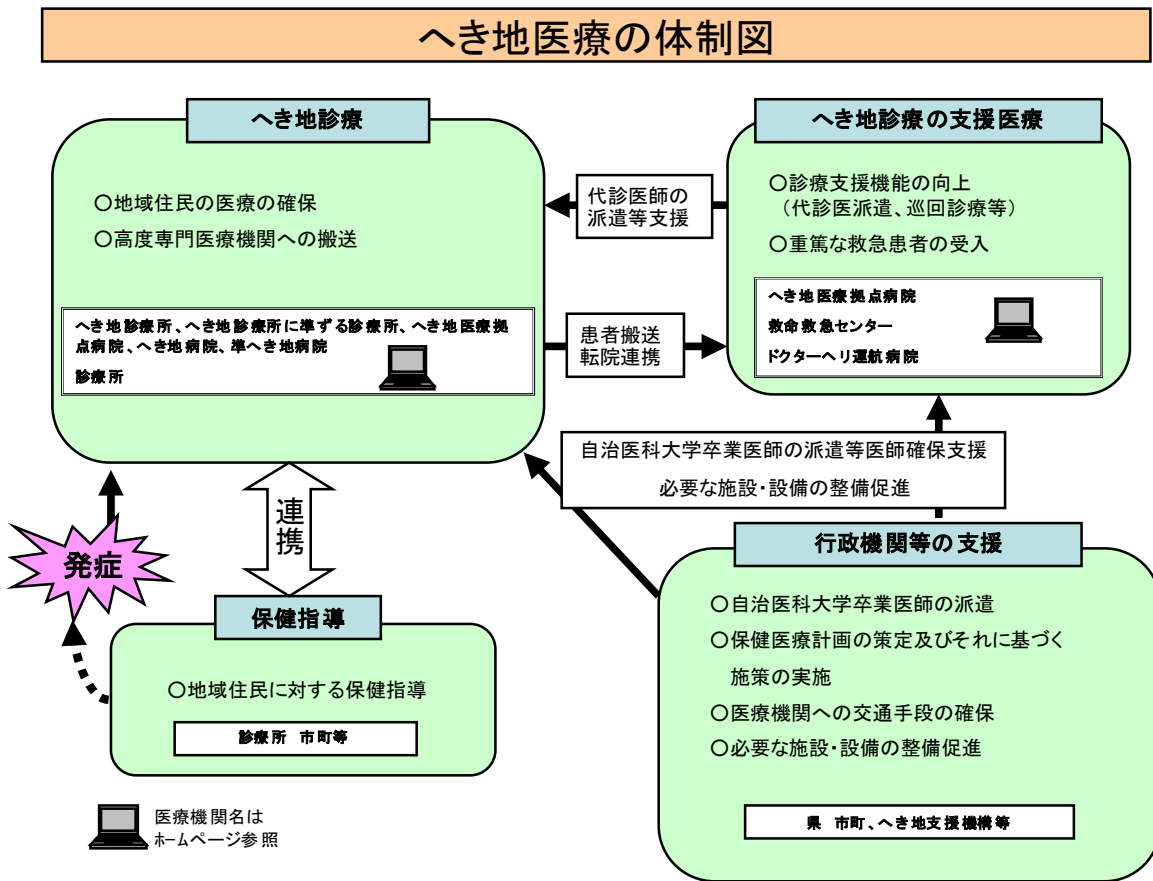 へき地医療の体制図
へき地診療
○地域住民の医療の確保
○高度専門医療機関への搬送
へき地診療所、へき地診療所に準ずる診療所、へき地医療拠
点病院、へき地病院、準へき地病院
診療所
代診医師の
派遣等支援
患者搬送
転院連携
へき地診療の支援医療
○診療支援機能の向上
（代診医派遣、巡回診療等）
○重篤な救急患者の受入
へき地医療拠点病院
救命救急センター
ドクターヘリ運航病院
自治医科大学卒業医師の派遣等医師確保支援
必要な施設・設備の整備促進
連携
発症
保健指導
○地域住民に対する保健指導
診療所 市町等
行政機関等の支援
○自治医科大学卒業医師の派遣
○保健医療計画の策定及びそれに基づく
施策の実施
○医療機関への交通手段の確保
○必要な施設・設備の整備促進
県 市町、へき地支援機構等
医療機関名は
ホームページ参照